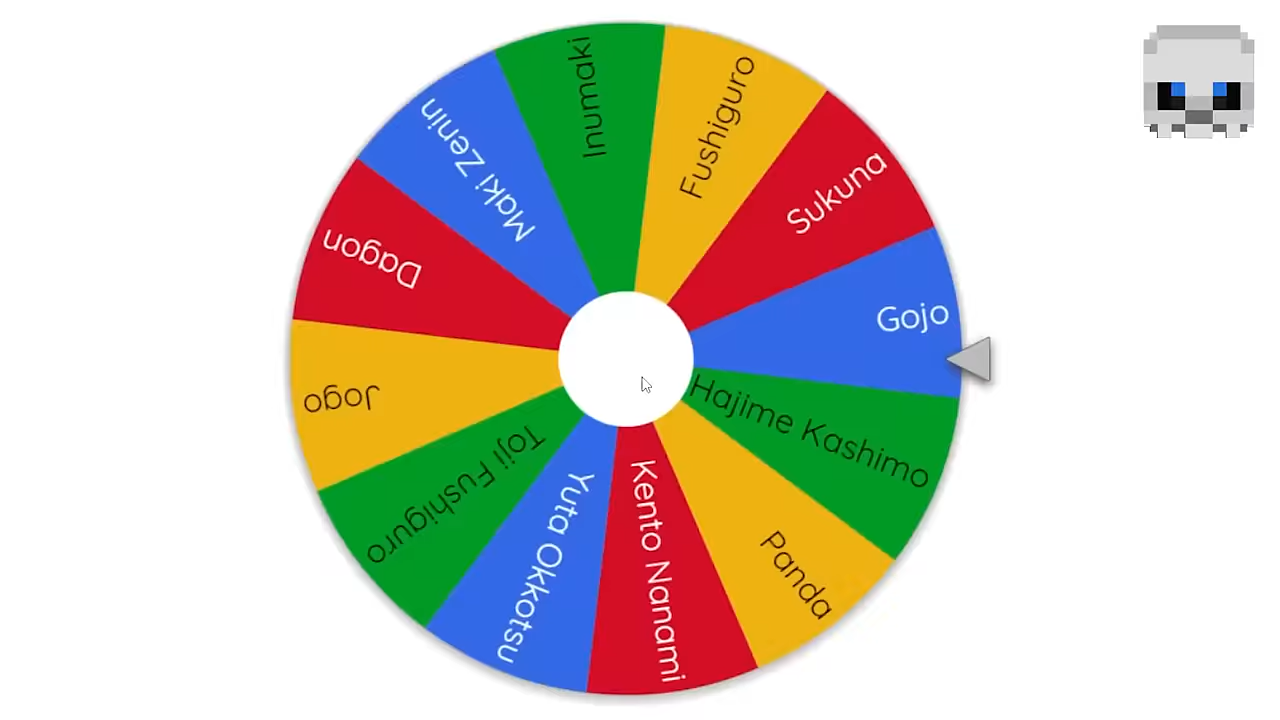 Inumaki
Fushiguro
Sukuna
Gojo
Hajime Kashimo
Panda
Kento Nanami
Yuta Okkotsu
Toji Fushiguro
Jogo
Dagon
Maki Zenin